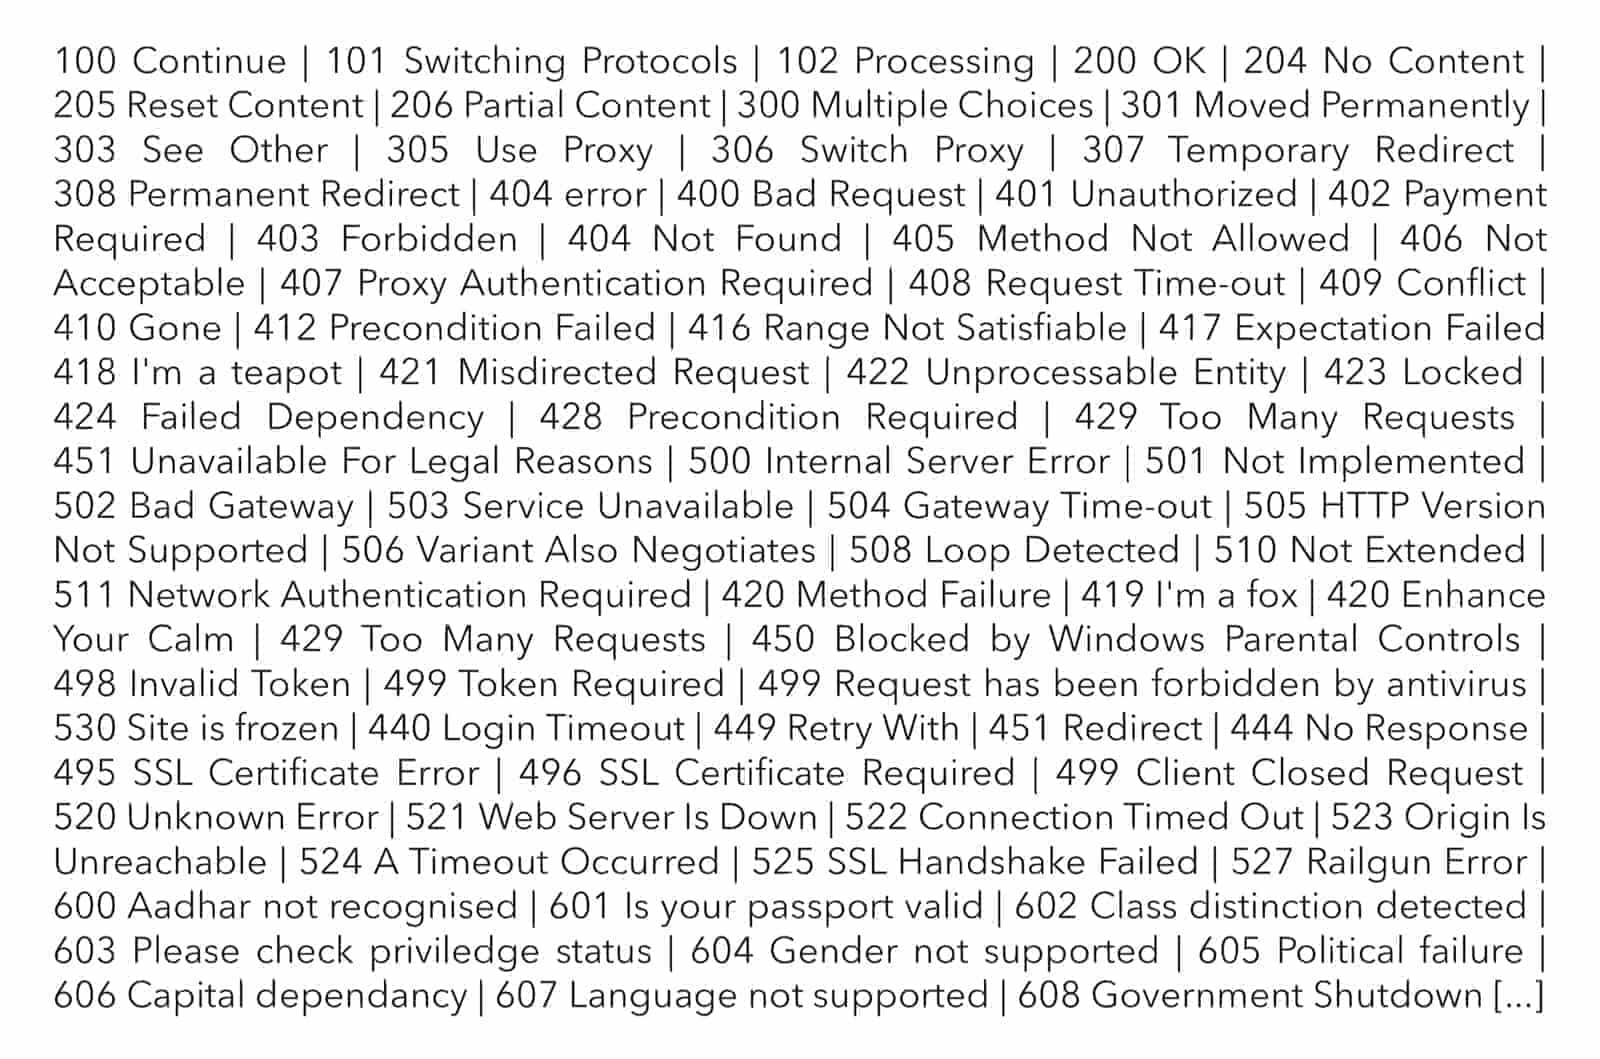 100 Continue | 101 Switching Protocols | 102 Processing | 200 OK | 204 No Content |
205 Reset Content | 206 Partial Content | 300 Multiple Choices | 301 Moved Permanently |
303 See Other | 305 Use Proxy | 306 Switch Proxy | 307 Temporary Redirect |
308 Permanent Redirect | 404 error | 400 Bad Request | 401 Unauthorized | 402 Payment
Required | 403 Forbidden | 404 Not Found | 405 Method Not Allowed | 406 Not
Acceptable | 407 Proxy Authentication Required | 408 Request Time-out | 409 Conflict |
410 Gone | 412 Precondition Failed | 416 Range Not Satisfiable | 417 Expectation Failed
418 I'm a teapot | 421 Misdirected Request | 422 Unprocessable Entity | 423 Locked |
424 Failed Dependency | 428 Precondition Required | 429 Too Many Requests |
451 Unavailable For Legal Reasons | 500 Internal Server Error | 501 Not Implemented |
502 Bad Gateway | 503 Service Unavailable | 504 Gateway Time-out | 505 HTTP Version
Not Supported | 506 Variant Also Negotiates | 508 Loop Detected | 510 Not Extended |
511 Network Authentication Required | 420 Method Failure | 419 I'm a fox | 420 Enhance
Your Calm | 429 Too Many Requests | 450 Blocked by Windows Parental Controls |
498 Invalid Token | 499 Token Required | 499 Request has been forbidden by antivirus |
530 Site is frozen | 440 Login Timeout | 449 Retry With | 451 Redirect | 444 No Response |
495 SSL Certificate Error | 496 SSL Certificate Required | 499 Client Closed Request |
520 Unknown Error | 521 Web Server Is Down | 522 Connection Timed Out | 523 Origin Is
Unreachable | 524 A Timeout Occurred | 525 SSL Handshake Failed | 527 Railgun Error |
600 Aadhar not recognised | 601 Is your passport valid | 602 Class distinction detected |
603 Please check priviledge status | 604 Gender not supported | 605 Political failure |
606 Capital dependancy | 607 Language not supported | 608 Government Shutdown [...]